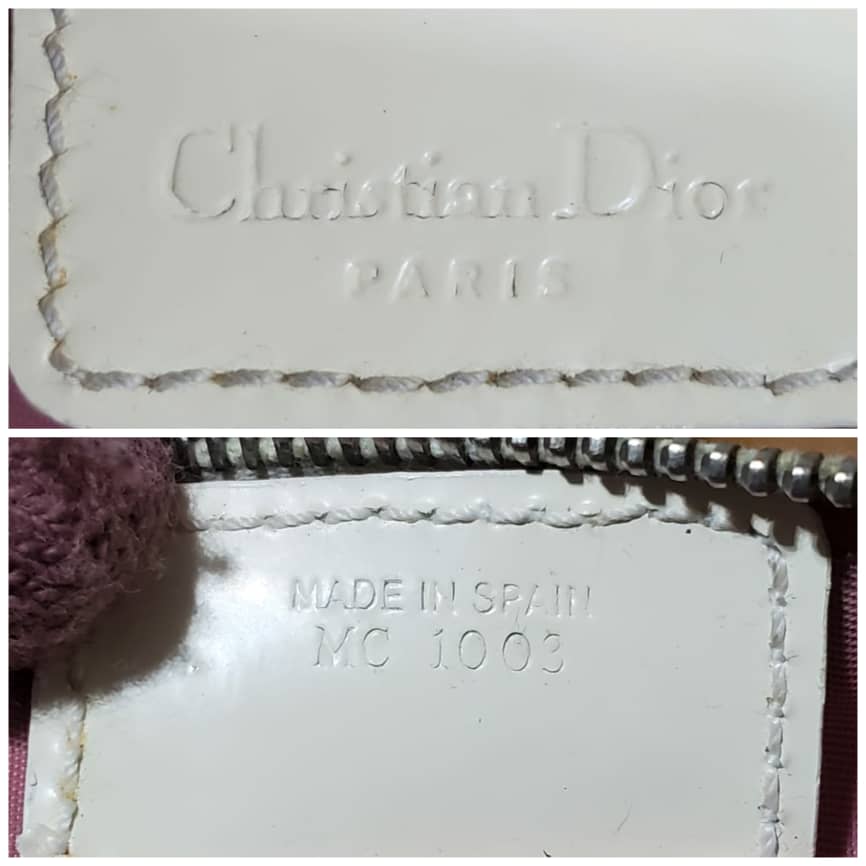 Christian Dior
PARIS
MADE IN SPAIN
MC 1003